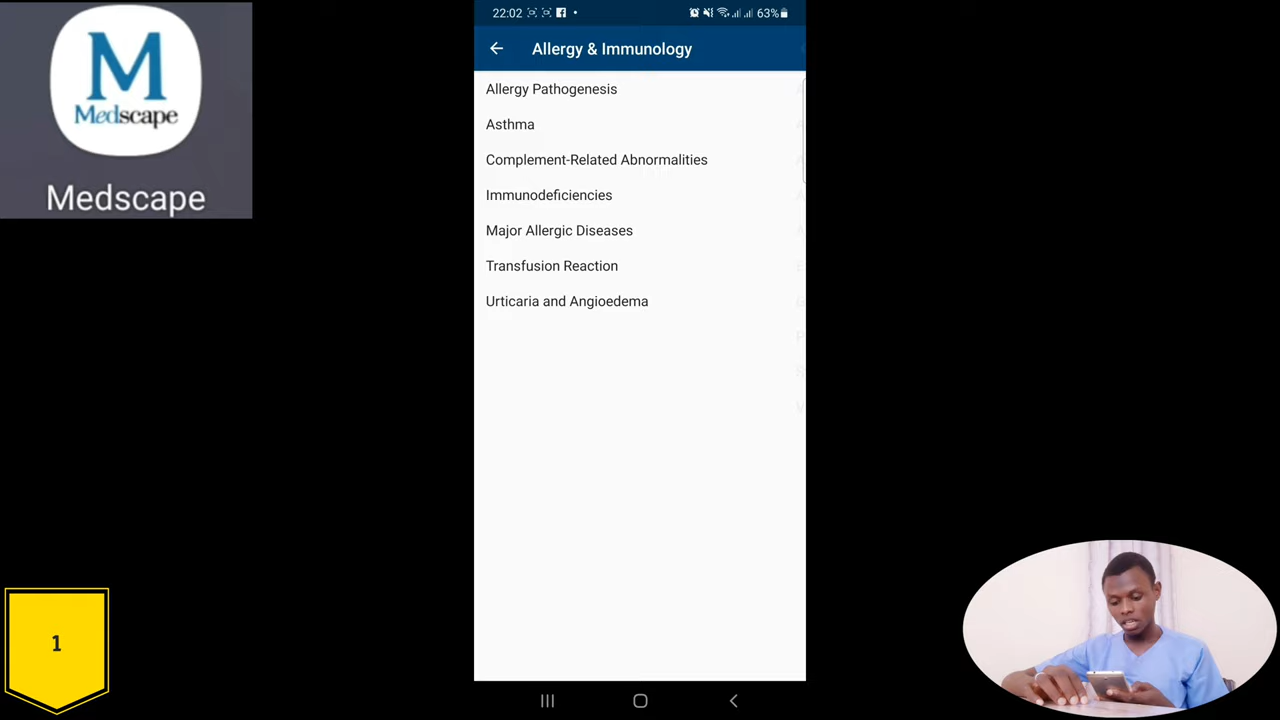 Medscape
Medscape
22:02
63%
Allergy & Immunology
Allergy Pathogenesis
Asthma
Complement-Related Abnormalities
Immunodeficiencies
Major Allergic Diseases
Transfusion Reaction
Urticaria and Angioedema
1